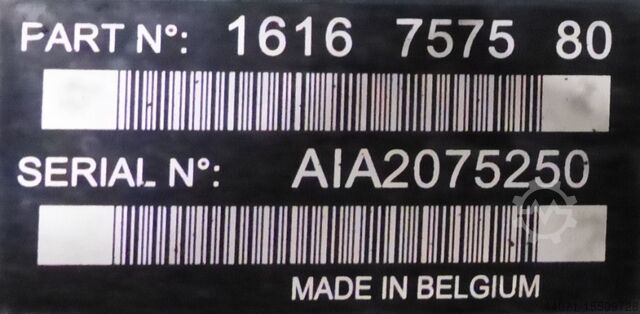 PART N°: 1616 7575 80
SERIAL N°: AIA2075250
MADE IN BELGIUM